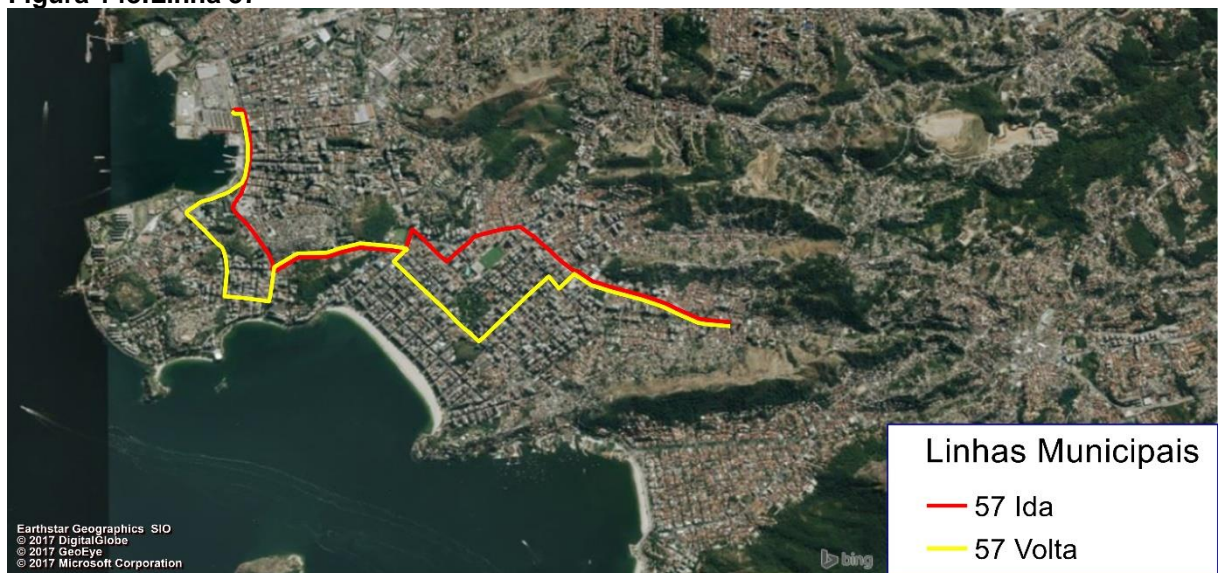 Linhas Municipais
57 Ida
57 Volta
Earthstar Geographics SIO
© 2017 DigitalGlobe
© 2017 GeoEye
© 2017 Microsoft Corporation
bing